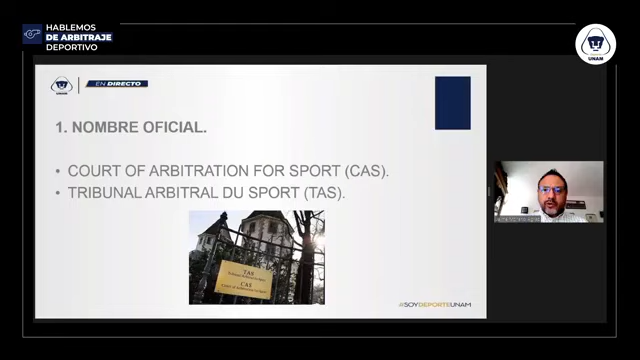 HABLEMOS
DE ARBITRAJE
DEPORTIVO
UNAM
UNAM
EN DIRECTO
1. NOMBRE OFICIAL.
• COURT OF ARBITRATION FOR SPORT (CAS).
• TRIBUNAL ARBITRAL DU SPORT (TAS).
TAS
CAS
#SOYDEPORTEUNAM